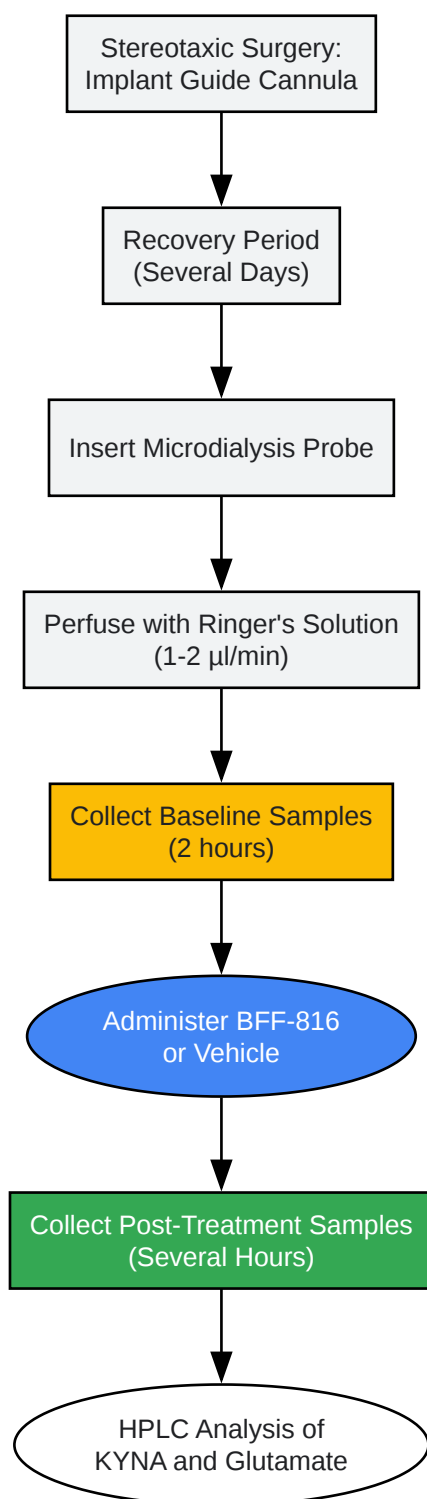 Stereotaxic Surgery:
Implant Guide Cannula
Recovery Period
(Several Days)
Insert Microdialysis Probe
Perfuse with Ringer's Solution
(1-2 µl/min)
Collect Baseline Samples
(2 hours)
Administer BFF-816
or Vehicle
Collect Post-Treatment Samples
(Several Hours)
HPLC Analysis of
KYNA and Glutamate